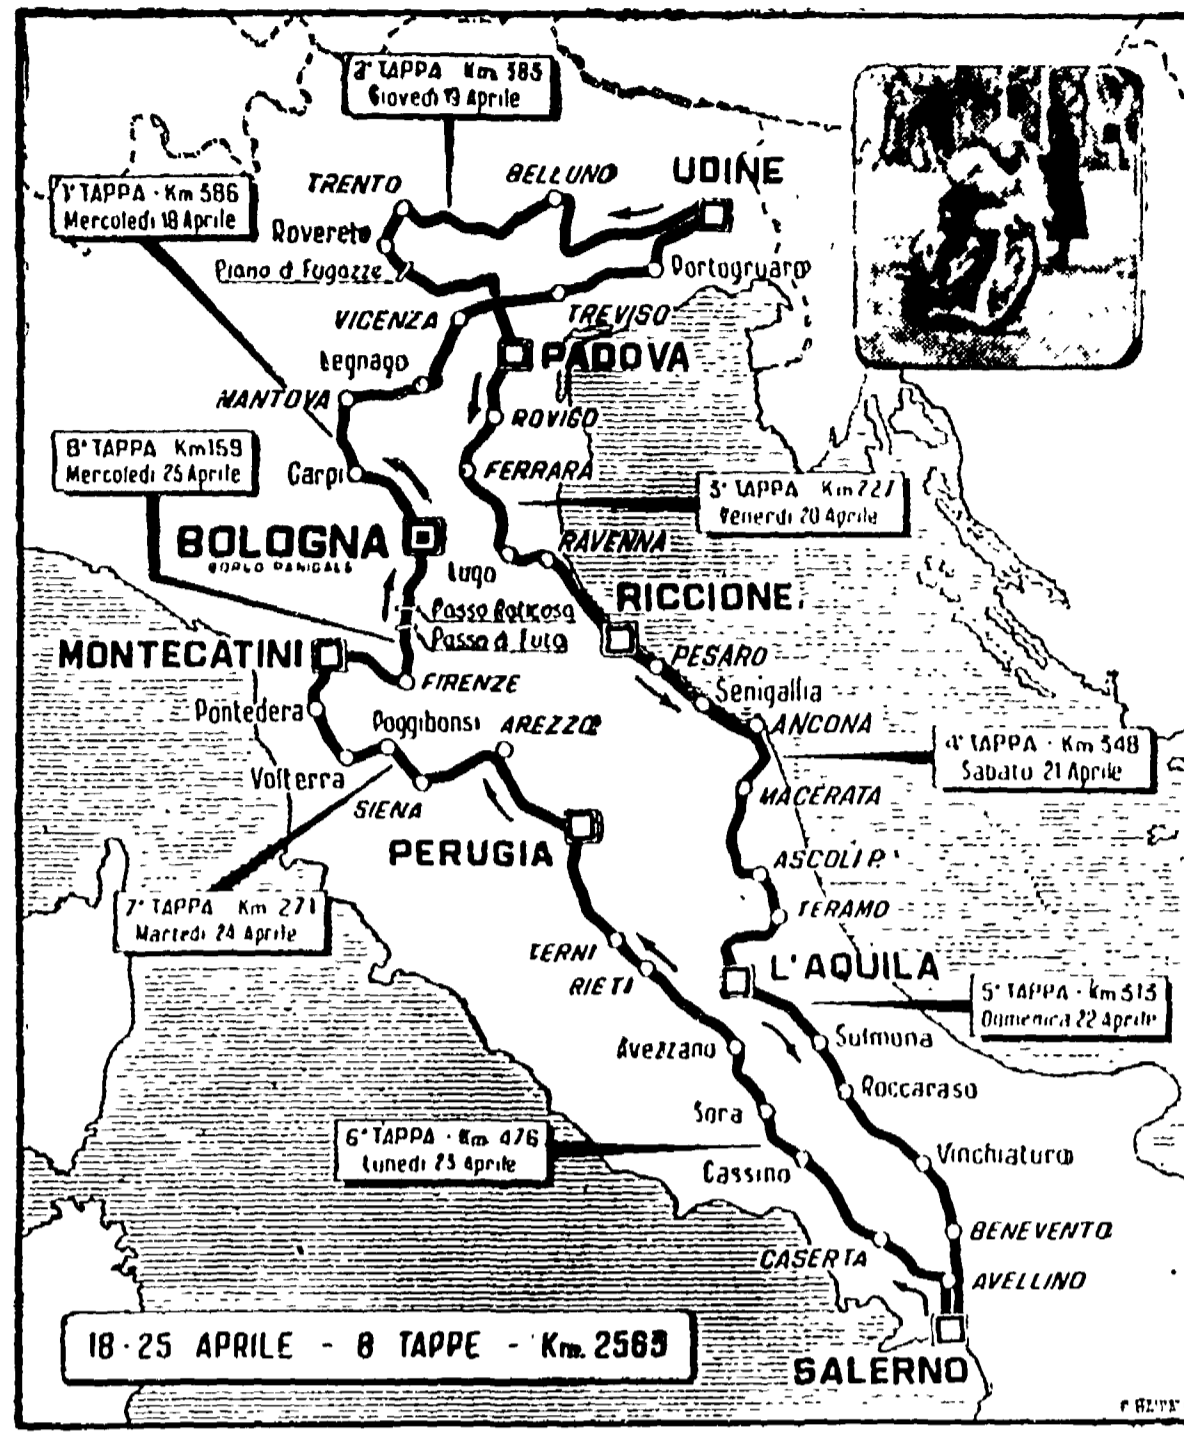 2ª TAPPA Km 383
Giovedì 19 Aprile
1ª TAPPA - Km 386
Mercoledì 18 Aprile
TRENTO
BELLUNO
UDINE
Rovereto
Piano d. Fugazze
Portogruaro
VICENZA
TREVISO
Legnago
PADOVA
MANTOVA
ROVIGO
8ª TAPPA Km 159
Mercoledì 25 Aprile
Carpi
FERRARA
3ª TAPPA Km 227
Venerdì 20 Aprile
BOLOGNA
BORGO PANIGALE
RAVENNA
Lugo
Passo Raticosa
Passo d. Futa
RICCIONE
MONTECATINI
FIRENZE
PESARO
Senigallia
Pontedera
Poggibonsi
AREZZO
ANCONA
4ª TAPPA - Km 348
Sabato 21 Aprile
Volterra
SIENA
MACERATA
PERUGIA
ASCOLI P.
7ª TAPPA Km 271
Martedì 24 Aprile
TERAMO
TERNI
RIETI
L'AQUILA
5ª TAPPA - Km 313
Domenica 22 Aprile
Avezzano
Sulmona
Roccaraso
Sora
6ª TAPPA - Km 476
Lunedì 23 Aprile
Cassino
Vinchiaturo
BENEVENTO
CASERTA
AVELLINO
18-25 APRILE - 8 TAPPE - Km. 2563
SALERNO